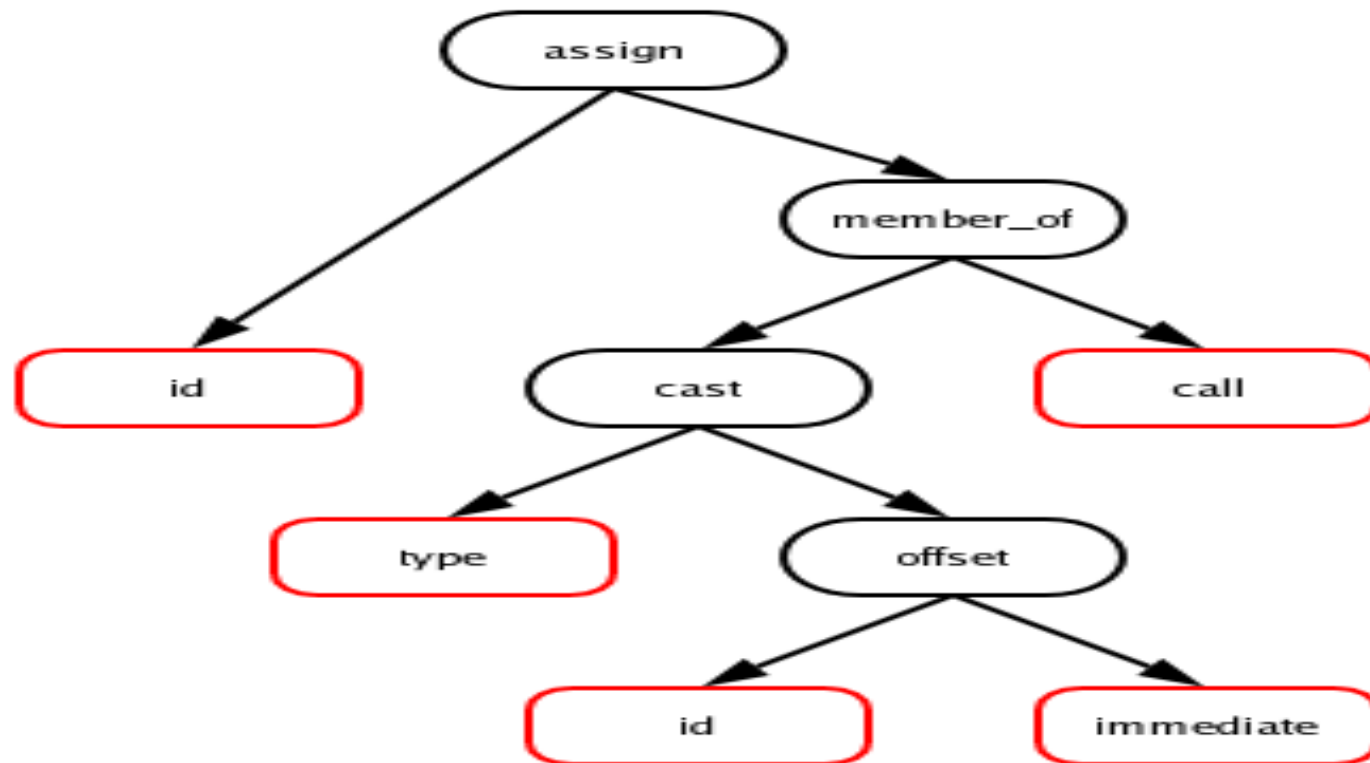 assign
member_of
id
cast
call
type
offset
id
immediate